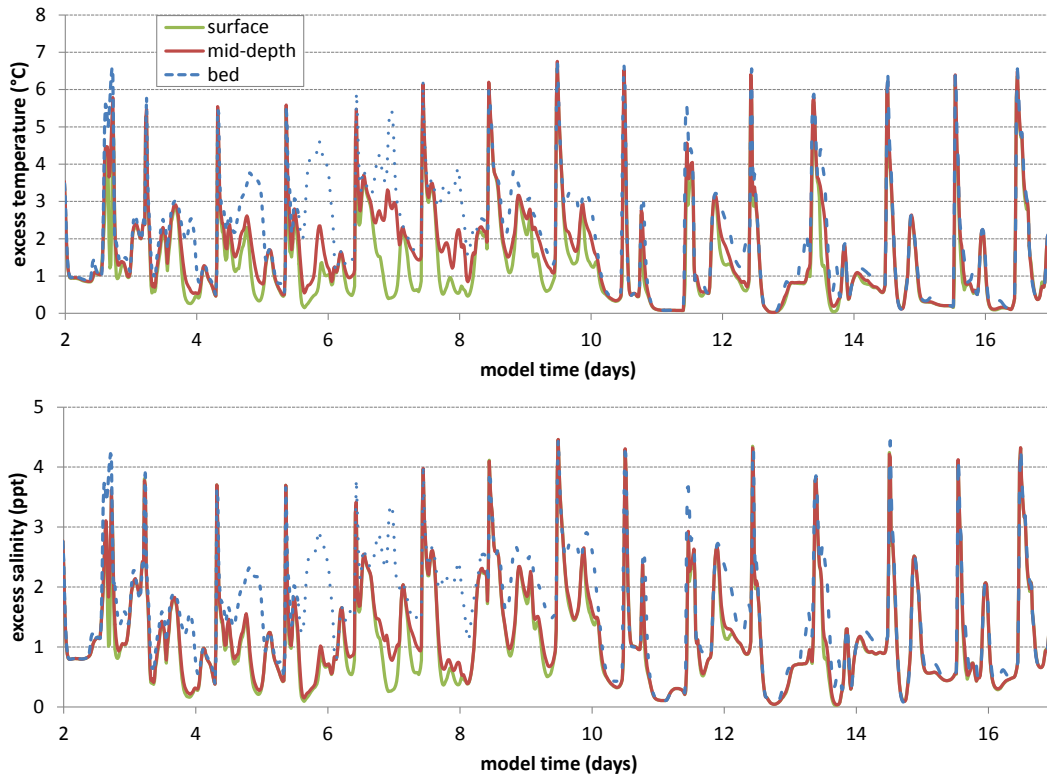 8
7
6
5
4
3
2
1
0
excess temperature (°C)
surface
mid-depth
bed
2 4 6 8 10 12 14 16
model time (days)
5
4
3
2
1
0
excess salinity (ppt)
2 4 6 8 10 12 14 16
model time (days)